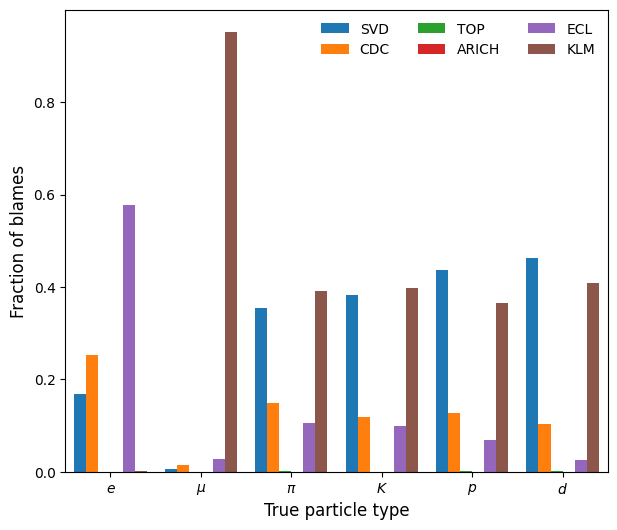 SVD TOP ECL
CDC ARICH KLM
0.8
0.6
0.4
0.2
0.0
Fraction of blames
e μ π K p d
True particle type